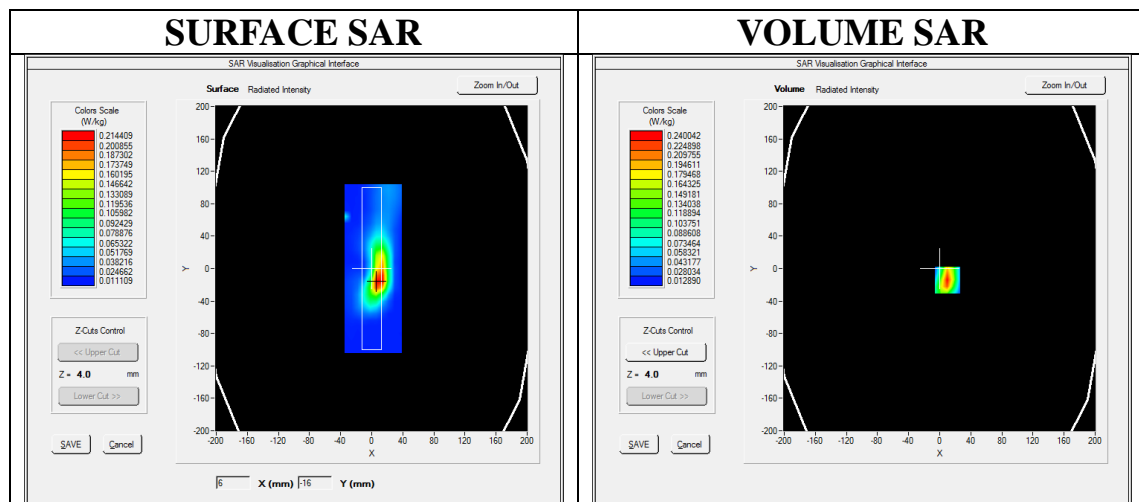 SURFACE SAR
VOLUME SAR
SAR Visualisation Graphical Interface
Surface Radiated Intensity
Zoom In/Out
Colors Scale
(W/kg)
0.214409
0.200855
0.187302
0.173749
0.160195
0.146642
0.133089
0.119536
0.105982
0.092429
0.078876
0.065322
0.051769
0.038216
0.024662
0.011109
Z-Cuts Control
<< Upper Cut
Z = 4.0 mm
Lower Cut >>
SAVE Cancel
200
160
120
80
40
0
-40
-80
-120
-160
-200
Y
-200 -160 -120 -80 -40 0 40 80 120 160 200
X
6 X (mm) -16 Y (mm)
SAR Visualisation Graphical Interface
Volume Radiated Intensity
Zoom In/Out
Colors Scale
(W/kg)
0.240042
0.224898
0.209755
0.194611
0.179468
0.164325
0.149181
0.134038
0.118894
0.103751
0.088608
0.073464
0.058321
0.043177
0.028034
0.012890
Z-Cuts Control
<< Upper Cut
Z = 4.0 mm
Lower Cut >>
SAVE Cancel
200
160
120
80
40
0
-40
-80
-120
-160
-200
Y
-200 -160 -120 -80 -40 0 40 80 120 160 200
X